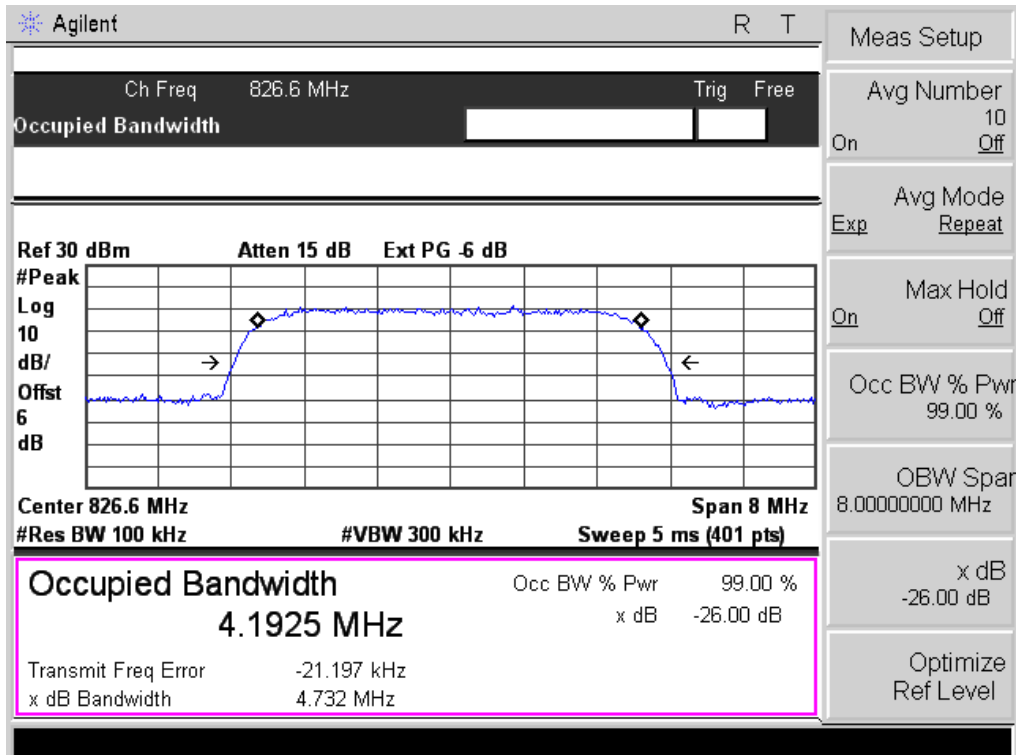 Agilent R T
Ch Freq 826.6 MHz Trig Free
Occupied Bandwidth
Ref 30 dBm Atten 15 dB Ext PG -6 dB
#Peak
Log
10
dB/
Offst
6
dB
Center 826.6 MHz Span 8 MHz
#Res BW 100 kHz #VBW 300 kHz Sweep 5 ms (401 pts)
Occupied Bandwidth Occ BW % Pwr 99.00 %
4.1925 MHz x dB -26.00 dB
Transmit Freq Error -21.197 kHz
x dB Bandwidth 4.732 MHz
Meas Setup
Avg Number
10
On Off
Avg Mode
Exp Repeat
Max Hold
On Off
Occ BW % Pwr
99.00 %
OBW Span
8.00000000 MHz
x dB
-26.00 dB
Optimize
Ref Level